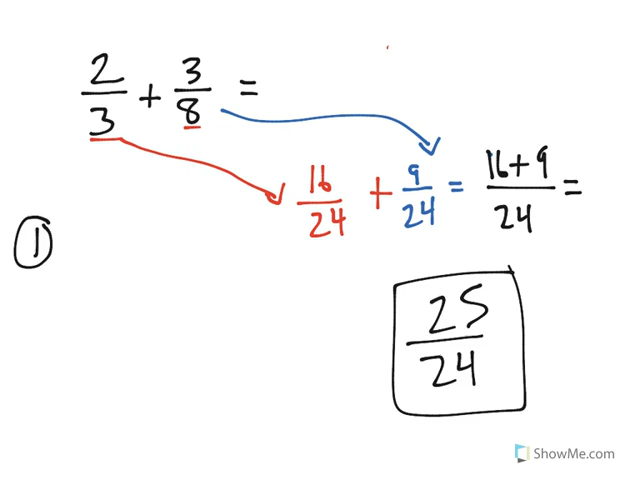 2/3 + 3/8 =
16/24 + 9/24 = 16+9/24 =
①
25/24
ShowMe.com